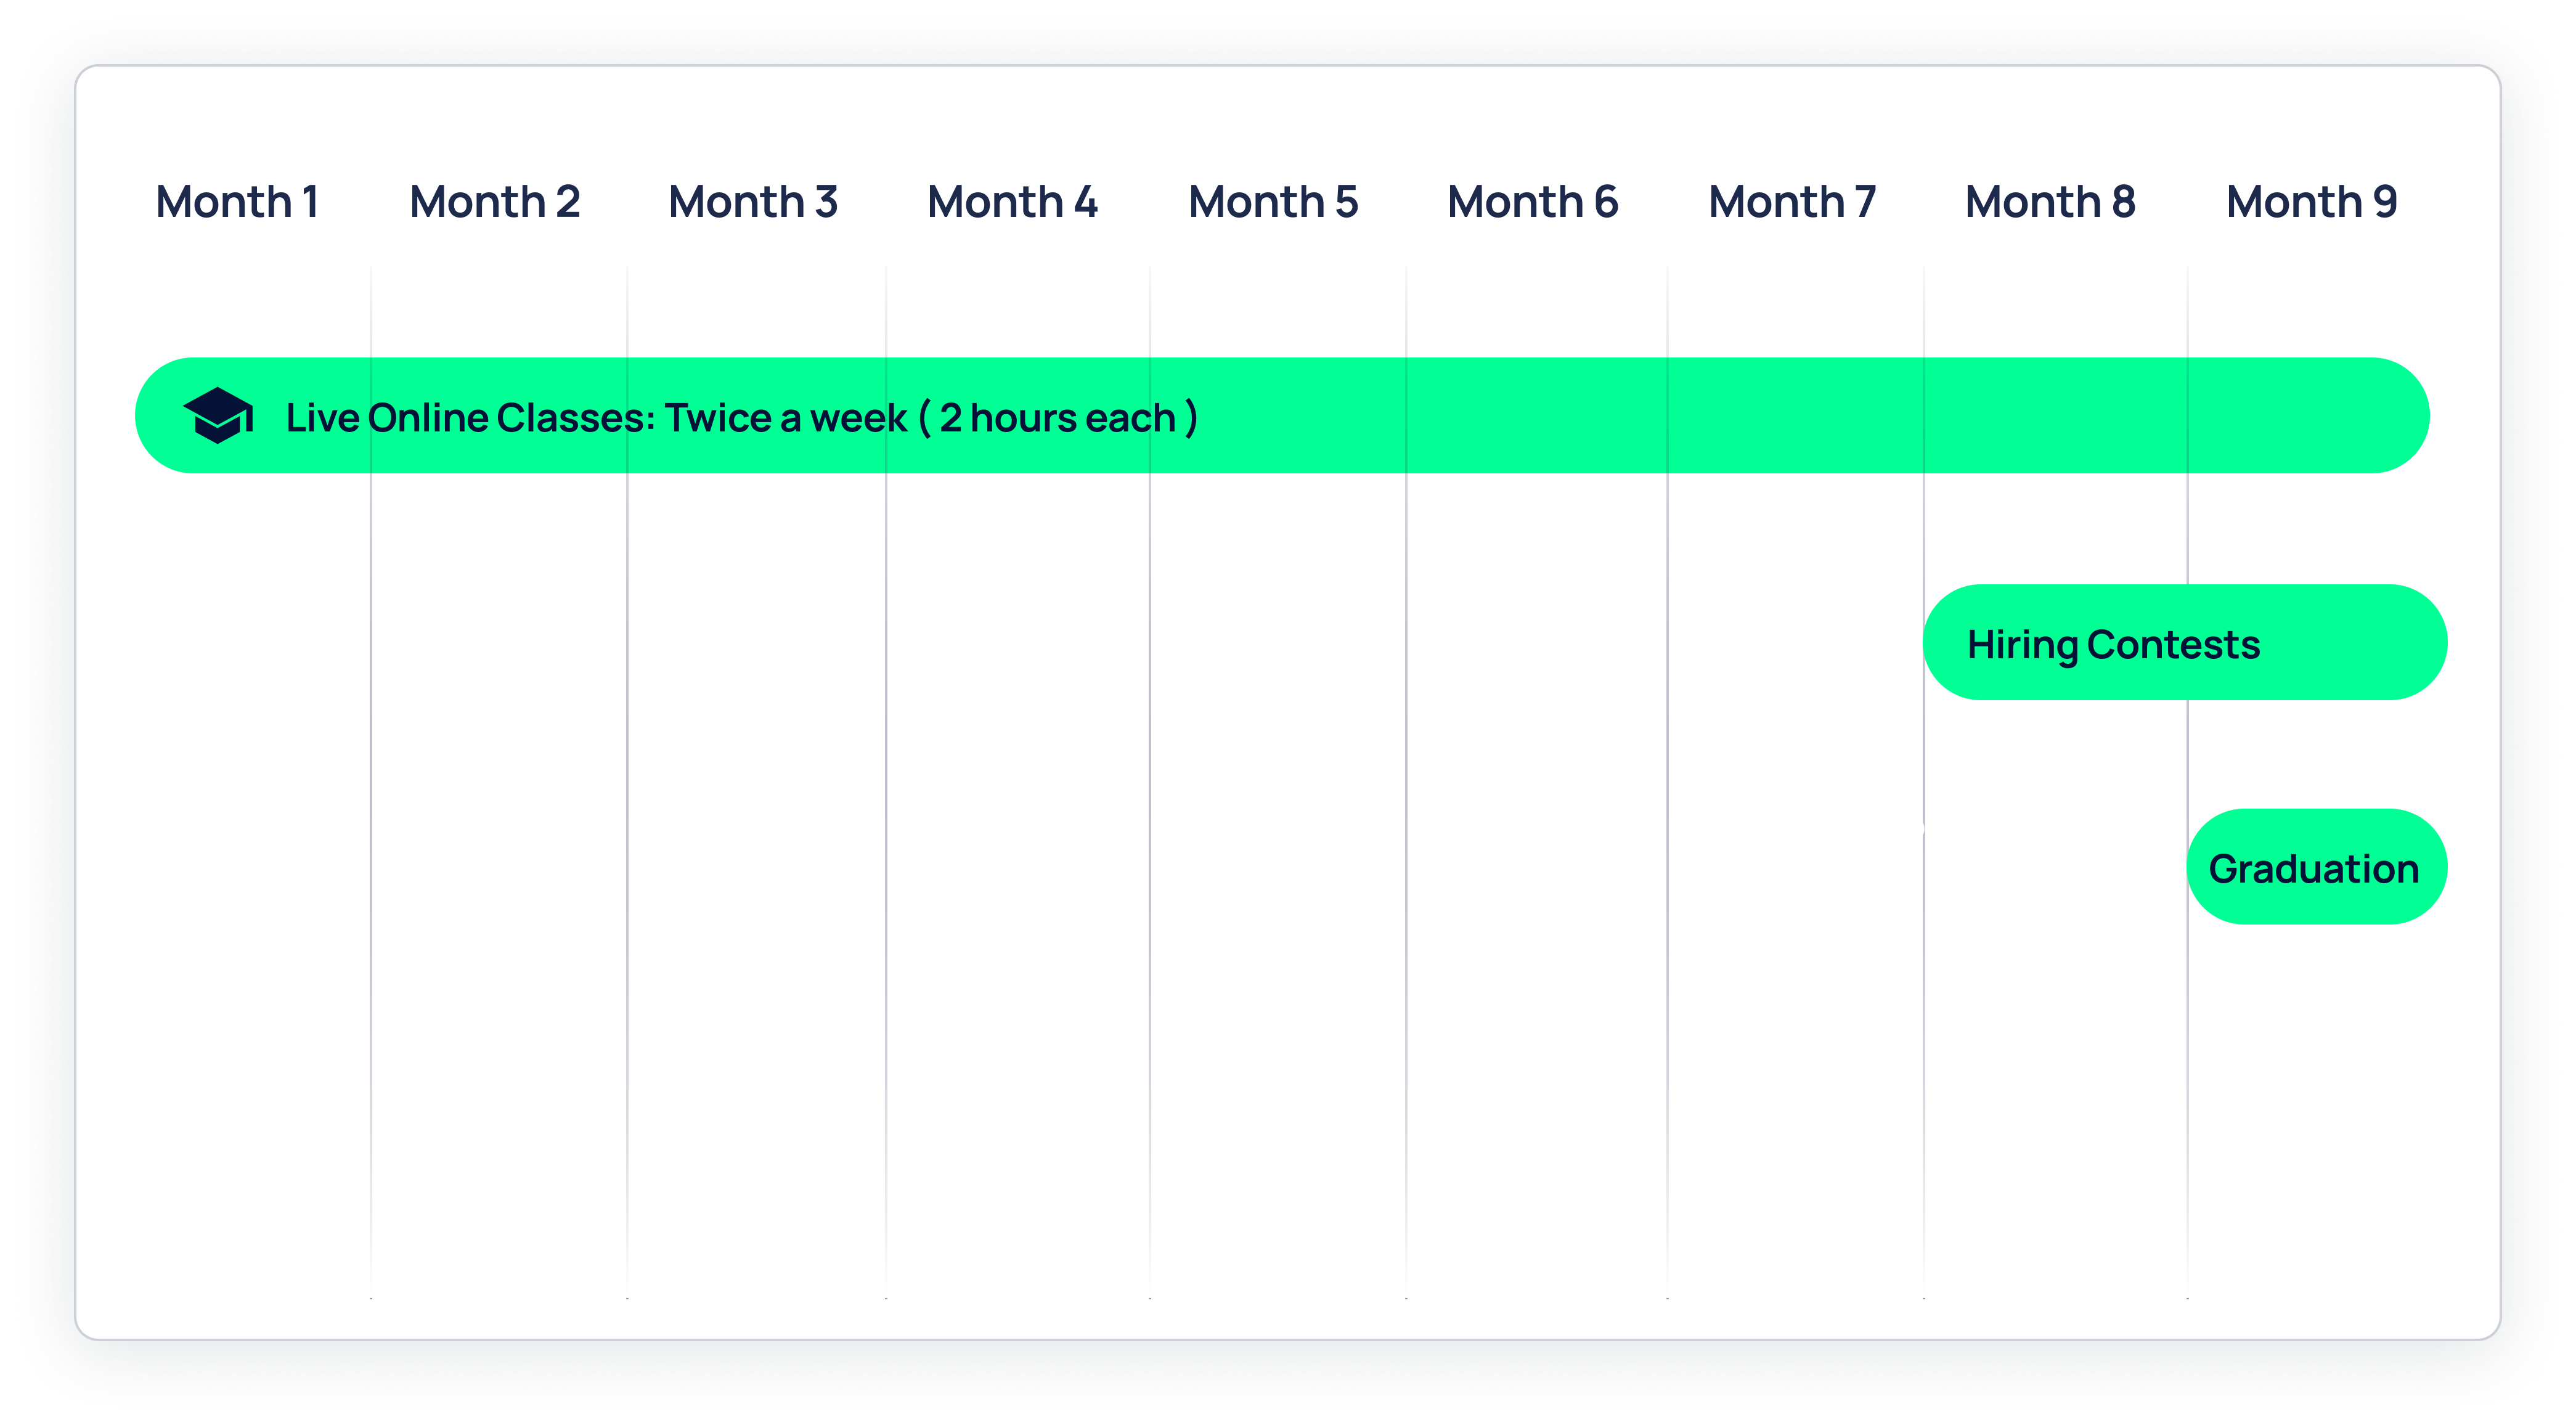 Month 1 Month 2 Month 3 Month 4 Month 5 Month 6 Month 7 Month 8 Month 9
Live Online Classes: Twice a week ( 2 hours each )
Hiring Contests
Graduation